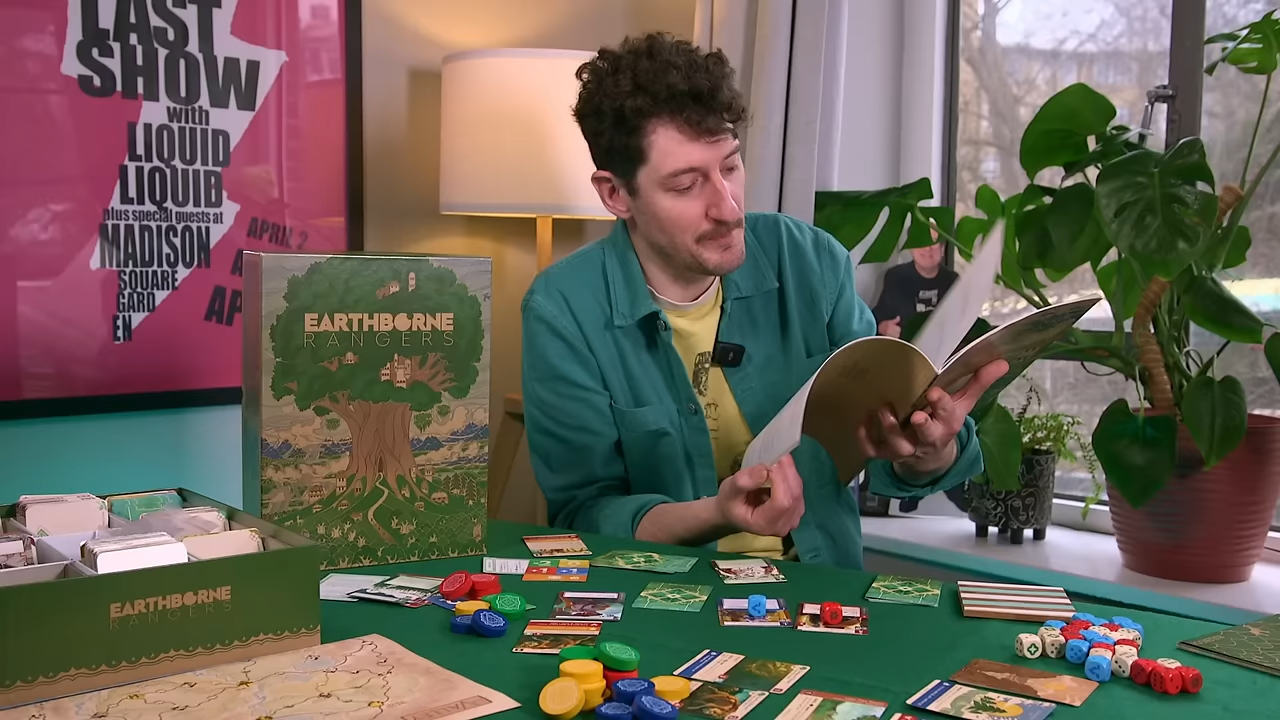 LAST
SHOW
with
LIQUID
LIQUID
plus special guests at
MADISON
SQUARE
GARD
EN
APRIL 2
A
AP
EARTHBORNE
RANGERS
EARTHBORNE
RANGERS